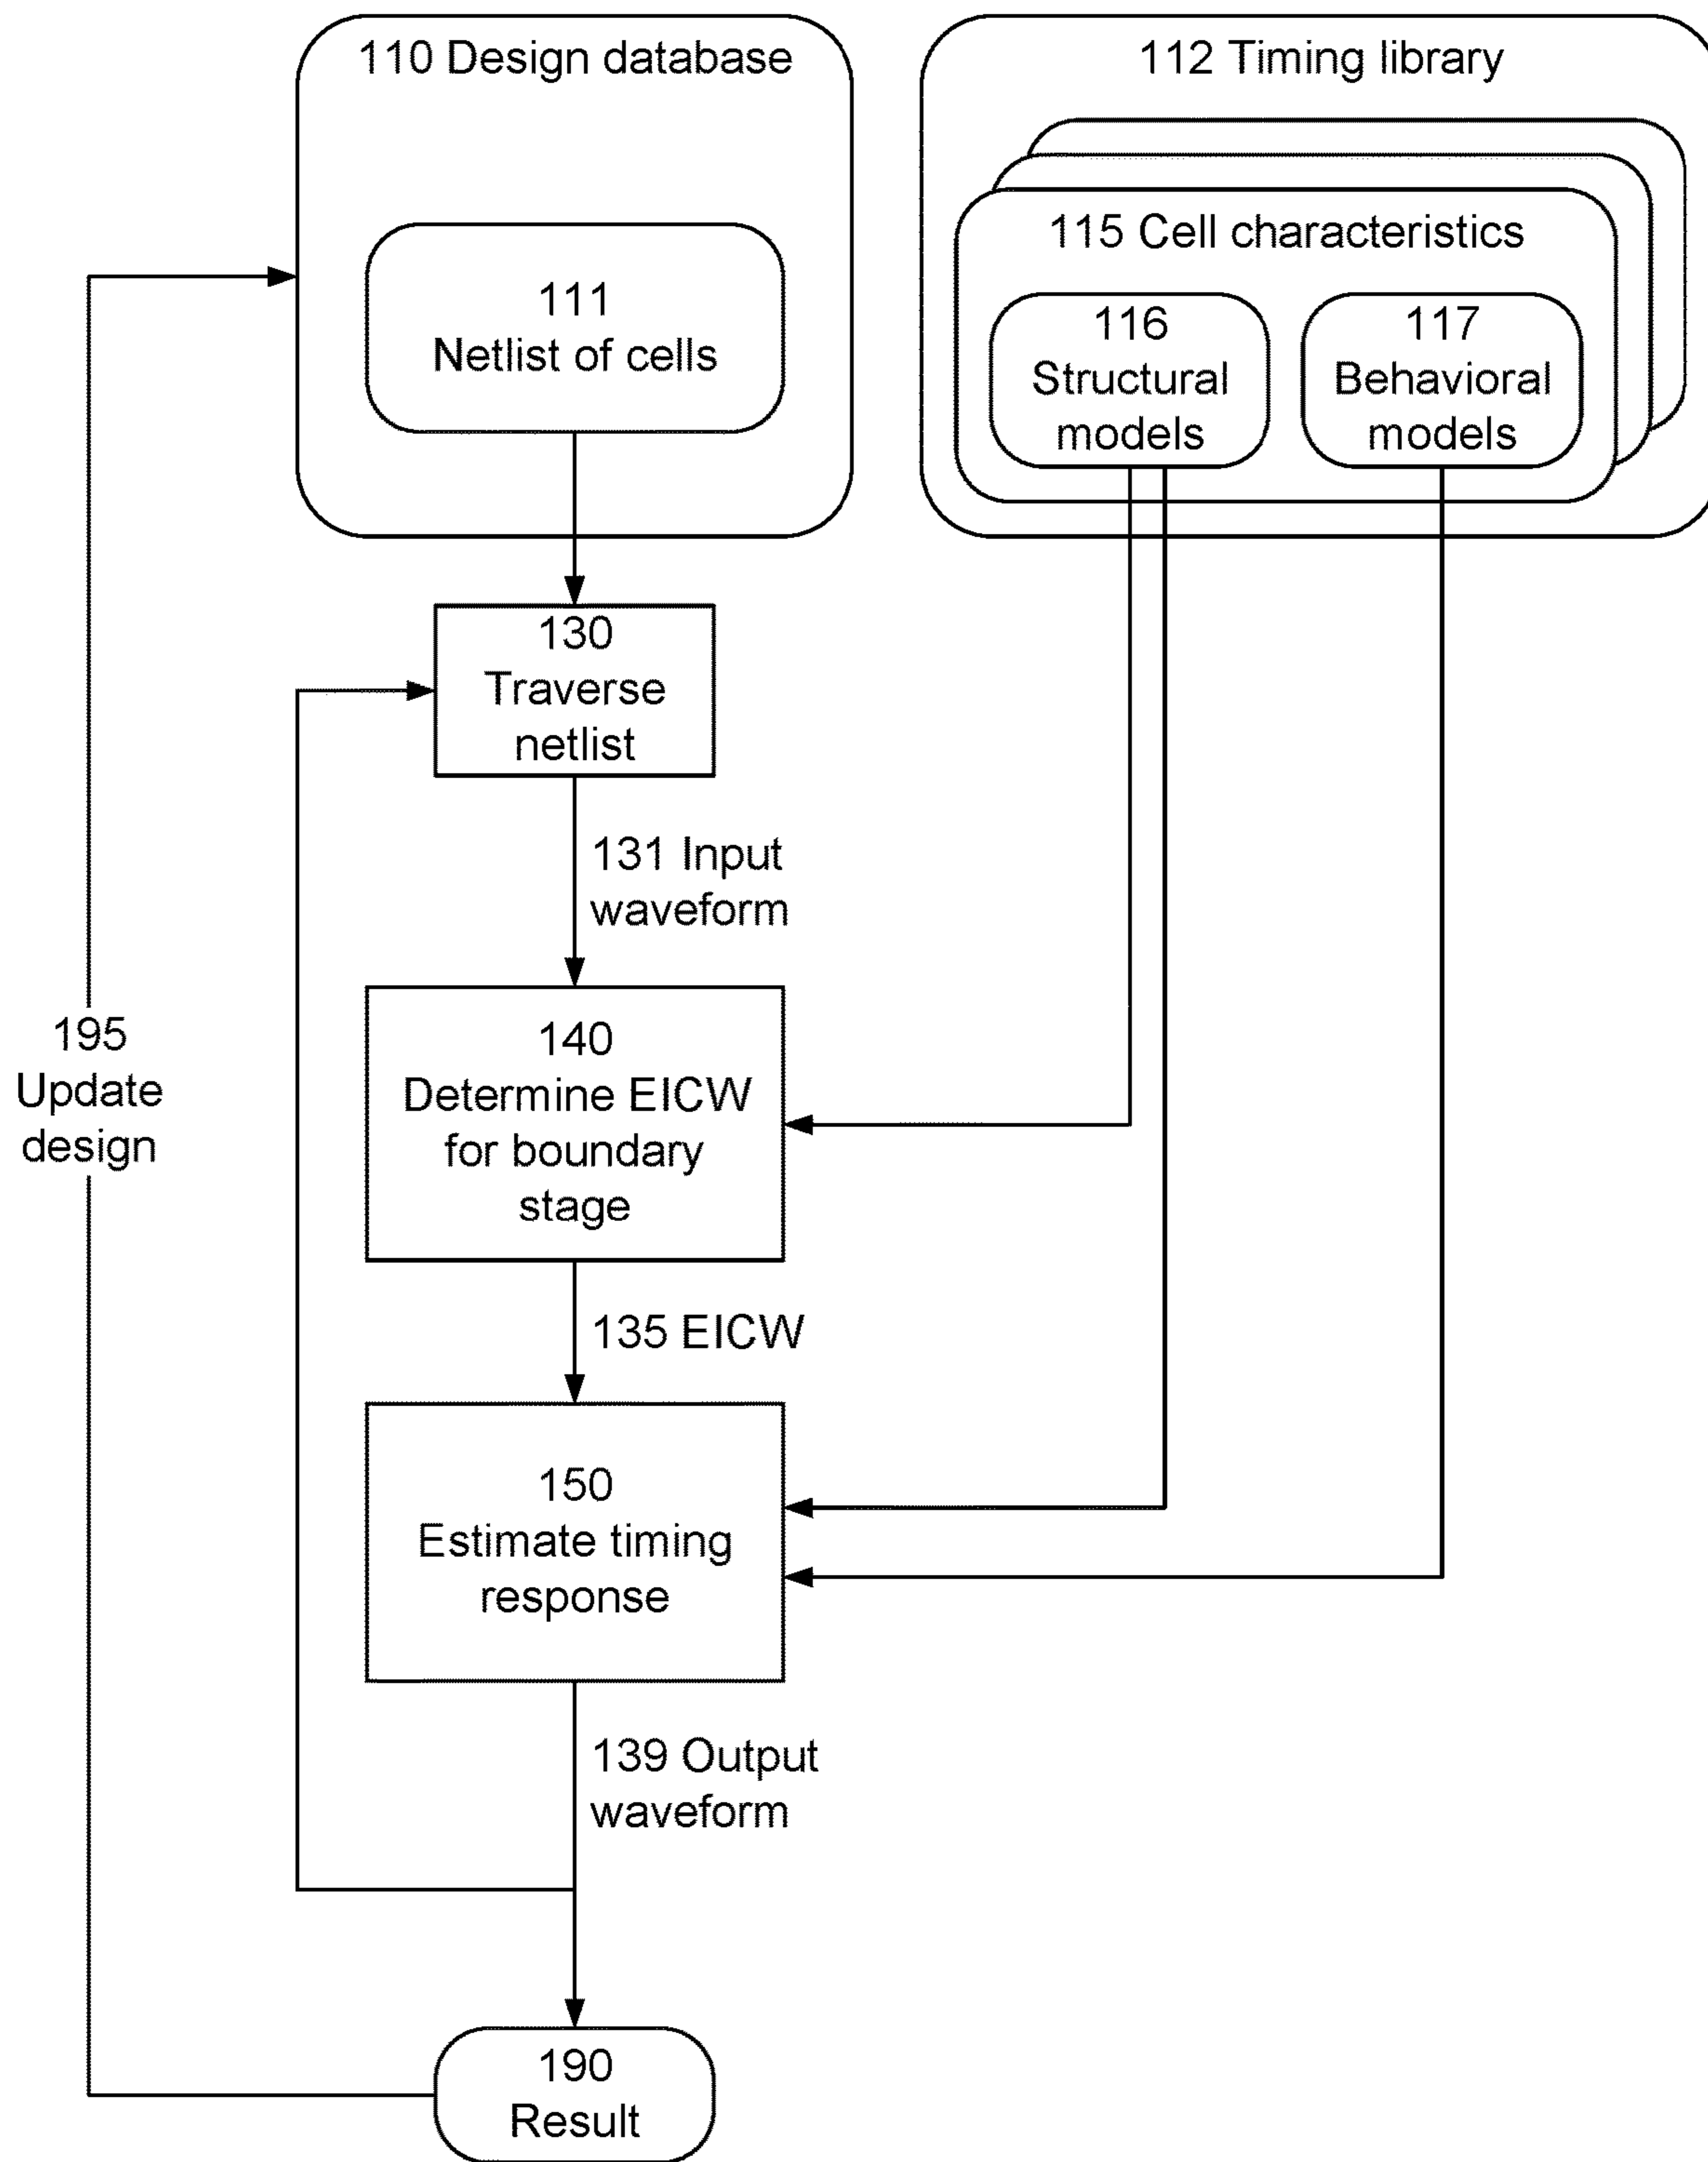 110 Design database
111
Netlist of cells
112 Timing library
115 Cell characteristics
116
Structural
models
117
Behavioral
models
130
Traverse
netlist
131 Input
waveform
140
Determine EICW
for boundary
stage
195
Update
design
135 EICW
150
Estimate timing
response
139 Output
waveform
190
Result